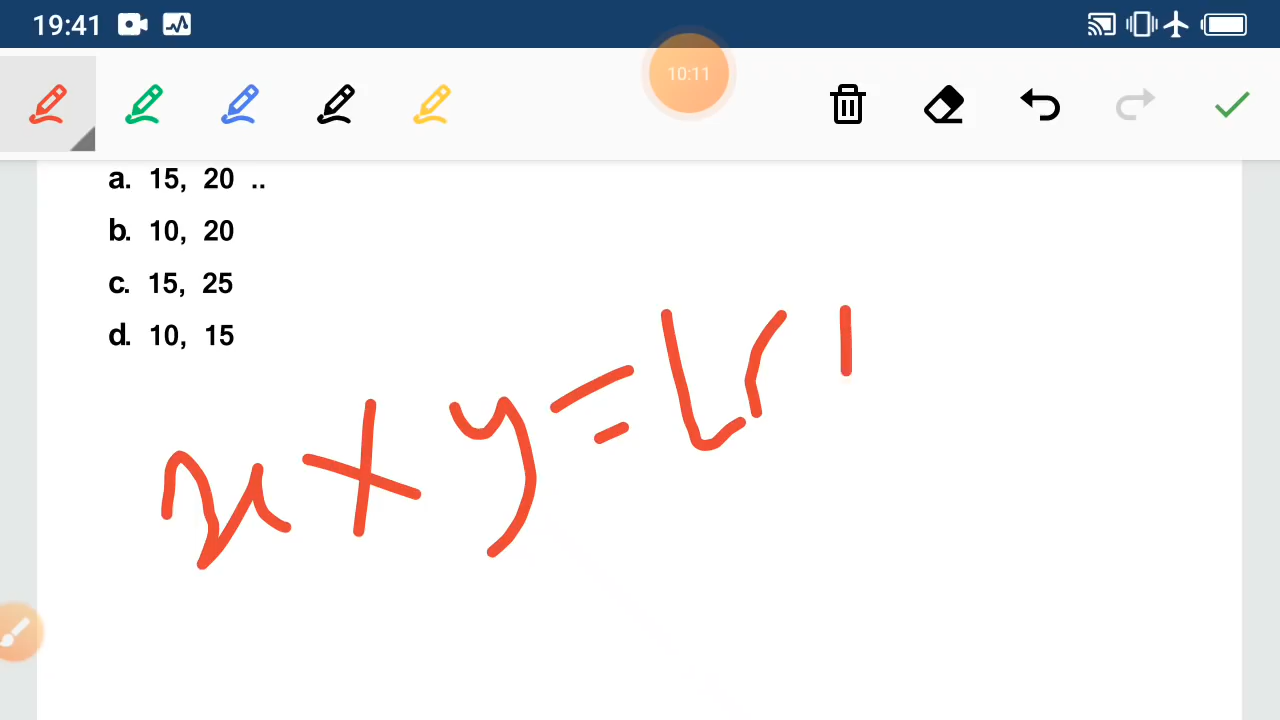 19:41
10:11
a. 15, 20 ..
b. 10, 20
c. 15, 25
d. 10, 15
x + y =